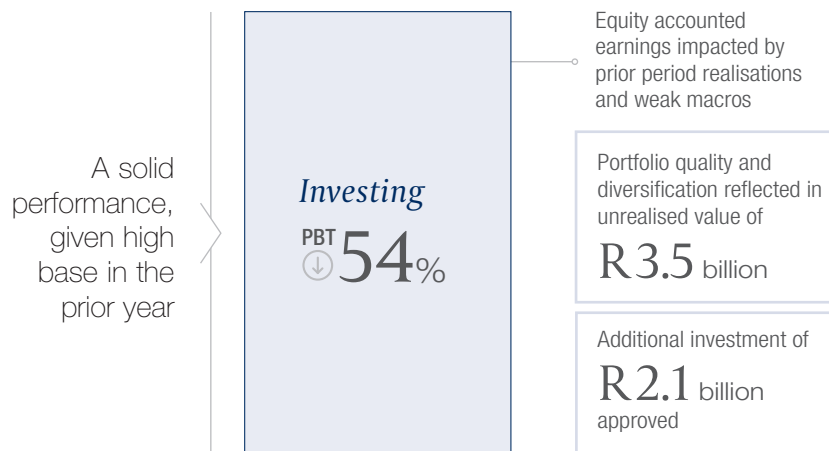 A solid
performance,
given high
base in the
prior year
Investing
PBT
54%
Equity accounted
earnings impacted by
prior period realisations
and weak macros
Portfolio quality and
diversification reflected in
unrealised value of
R3.5 billion
Additional investment of
R2.1 billion
approved